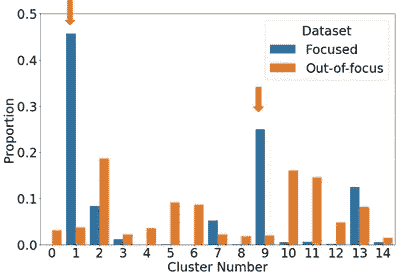 0.5
0.4
0.3
0.2
0.1
0.0
Proportion
Dataset
Focused
Out-of-focus
0 1 2 3 4 5 6 7 8 9 10 11 12 13 14
Cluster Number